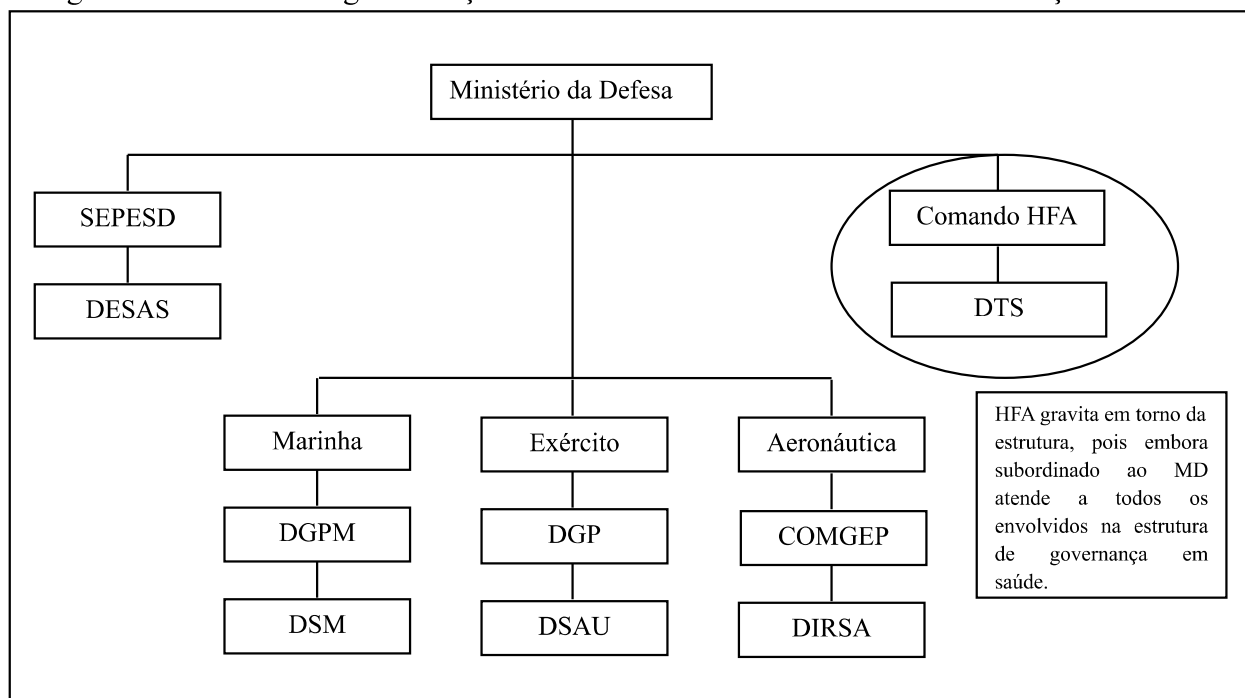 Ministério da Defesa
SEPESD
Comando HFA
DESAS
DTS
Marinha
Exército
Aeronáutica
DGPM
DGP
COMGEP
DSM
DSAU
DIRSA
HFA gravita em torno da
estrutura, pois embora
subordinado ao MD
atende a todos os
envolvidos na estrutura
de governança em
saúde.